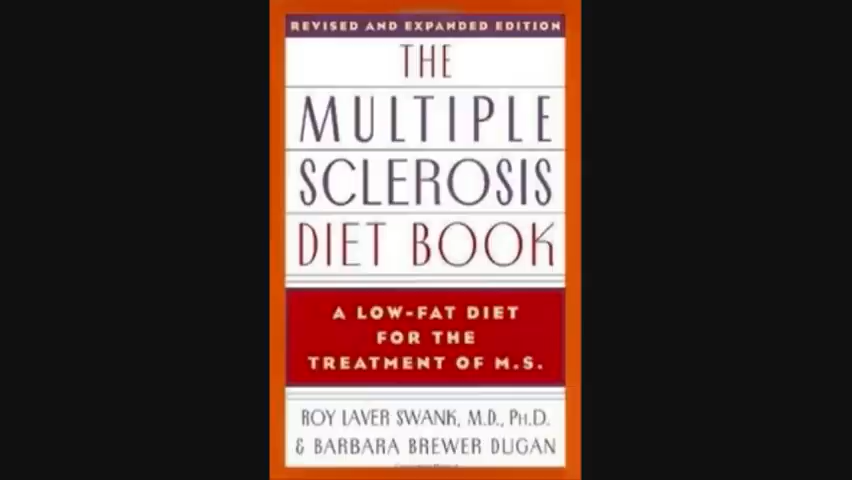 REVISED AND EXPANDED EDITION
THE
MULTIPLE
SCLEROSIS
DIET BOOK
A LOW-FAT DIET
FOR THE
TREATMENT OF M.S.
ROY LAVER SWANK, M.D., PH.D.
& BARBARA BREWER DUGAN